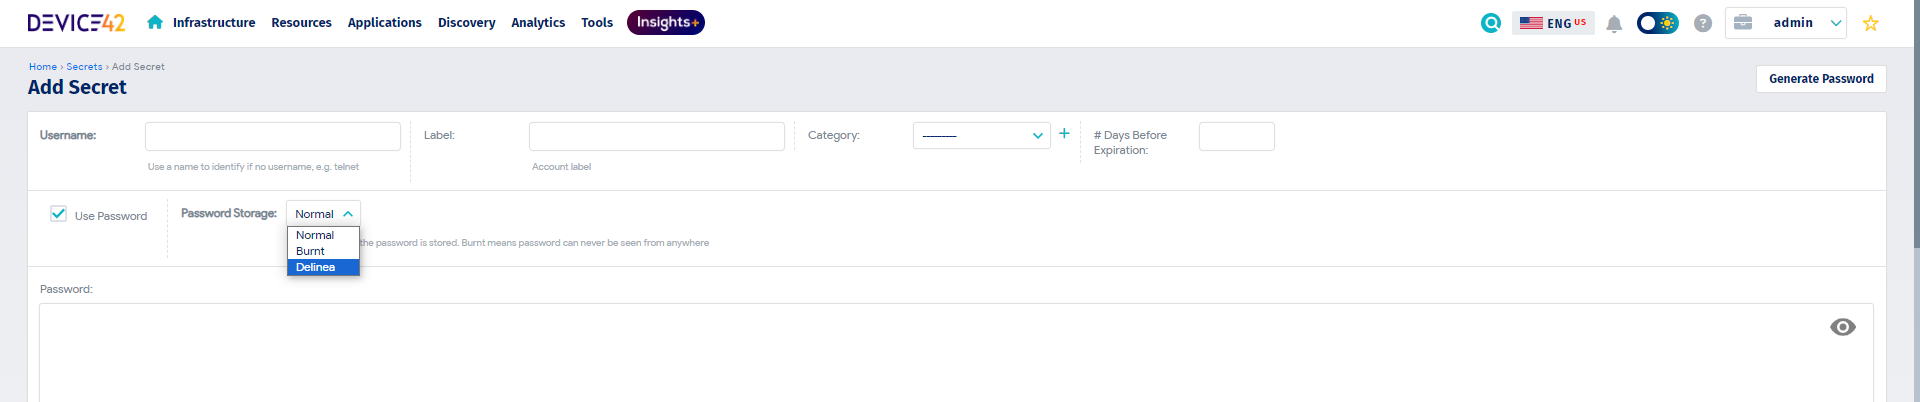 DEVICE42 Infrastructure Resources Applications Discovery Analytics Tools Insights+ ENG US ? admin
Home › Secrets › Add Secret
Add Secret
Generate Password
Username:
Use a name to identify if no username, e.g. telnet
Label:
Account label
Category:
---------
+
# Days Before
Expiration:
Use Password
Password Storage:
Normal
Normal
Burnt
Delinea
the password is stored. Burnt means password can never be seen from anywhere
Password: